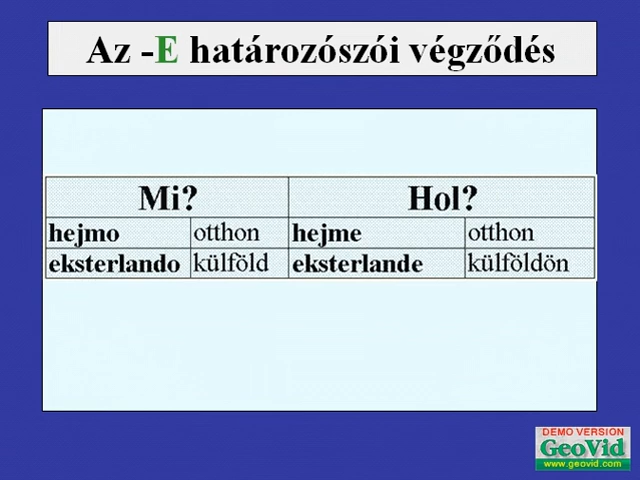 Az -E határozószói végződés
Mi? Hol?
hejmo otthon hejme otthon
eksterlando külföld eksterlande külföldön
DEMO VERSION
GeoVid
www.geovid.com